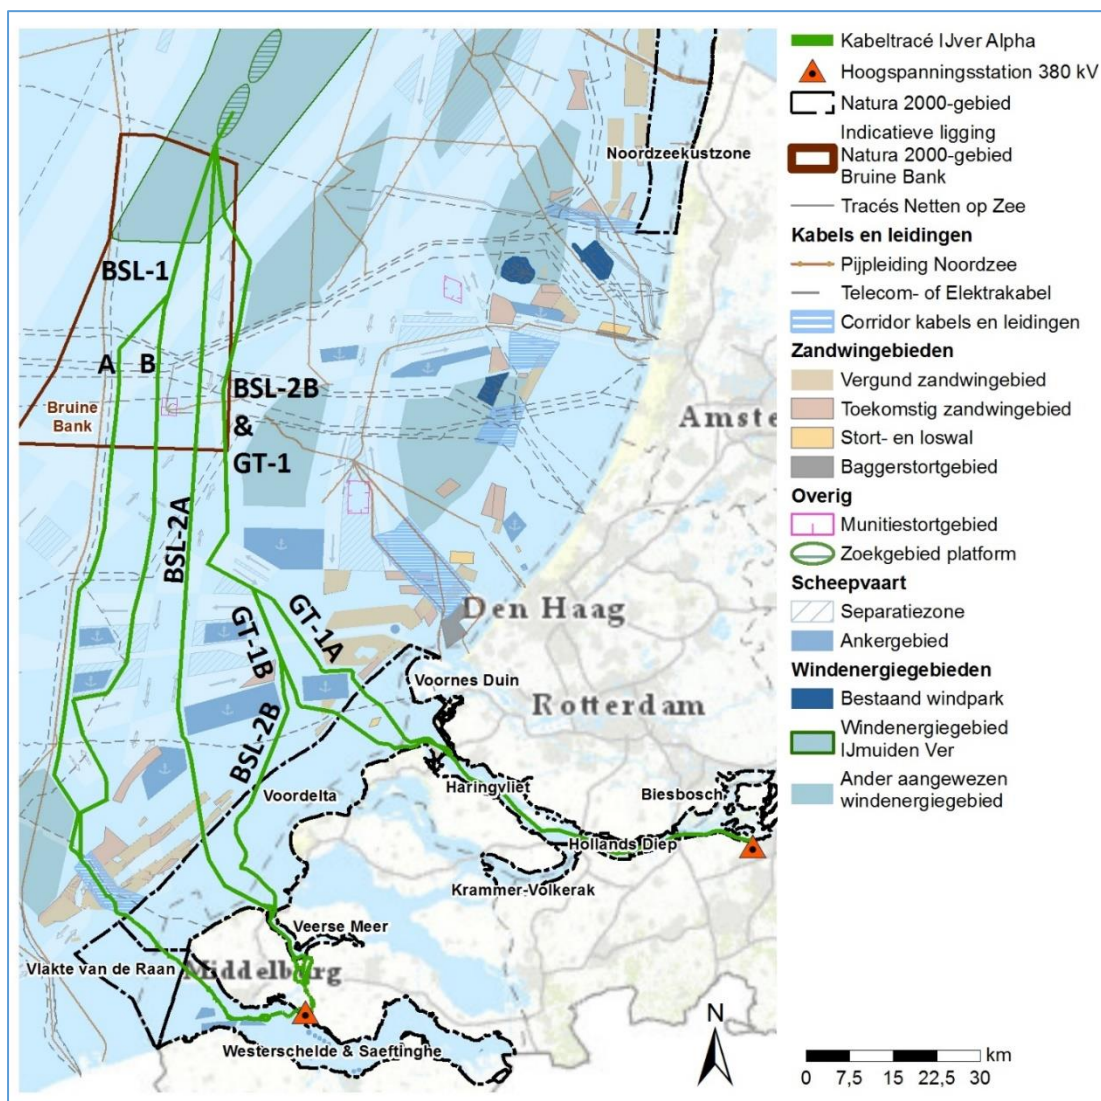 Noordzeekustzone
BSL-1
A
B
Bruine
Bank
BSL-2B
&
GT-1
Amste
BSL-2A
GT-1A
GT-1B
BSL-2B
Den Haag
Voornes Duin
Rotterdam
Voordelta
Haringvliet
Biesbosch
Hollands Diep
Krammer-Volkerak
Veerse Meer
Vlakte van de Raan
Middelburg
Westerschelde & Saeftinghe
N
Kabeltracé IJver Alpha
Hoogspanningsstation 380 kV
Natura 2000-gebied
Indicatieve ligging
Natura 2000-gebied
Bruine Bank
Tracés Netten op Zee
Kabels en leidingen
Pijpleiding Noordzee
Telecom- of Elektrakabel
Corridor kabels en leidingen
Zandwingebieden
Vergund zandwingebied
Toekomstig zandwingebied
Stort- en loswal
Baggerstortgebied
Overig
Munitiestortgebied
Zoekgebied platform
Scheepvaart
Separatiezone
Ankergebied
Windenergiegebieden
Bestaand windpark
Windenergiegebied
IJmuiden Ver
Ander aangewezen
windenergiegebied
km
0 7,5 15 22,5 30